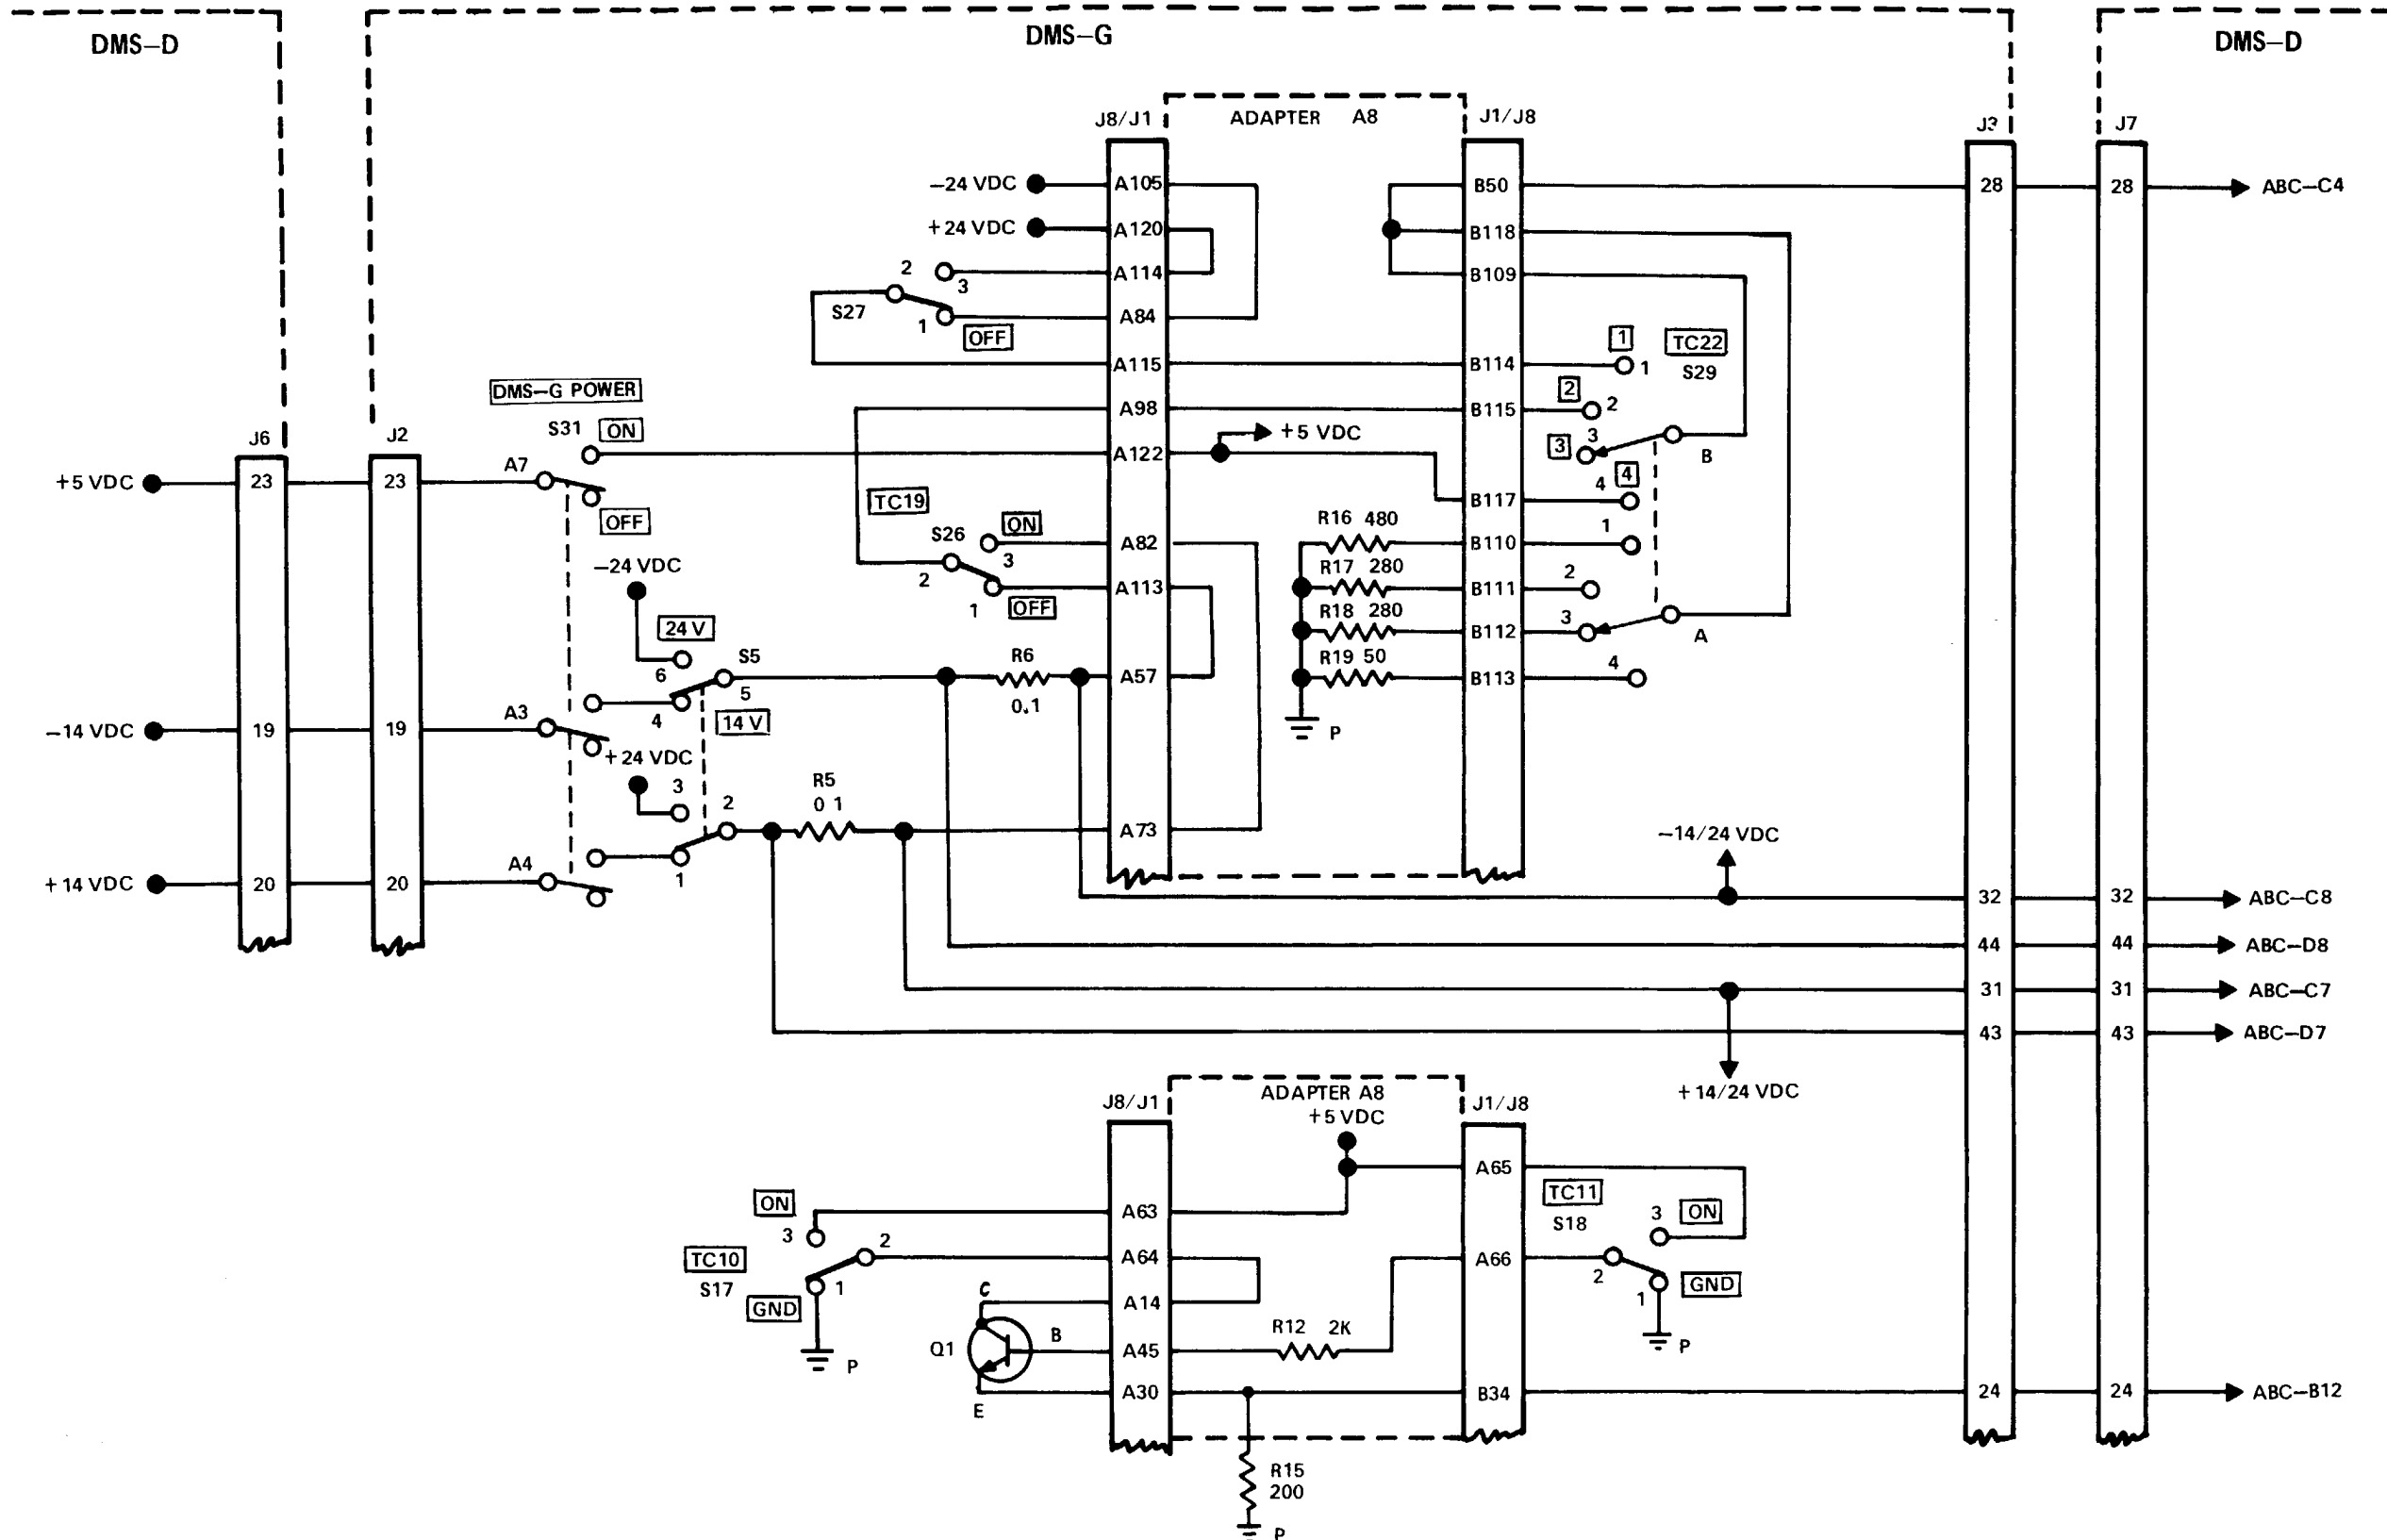 DMS–D
DMS–G
DMS–D
ADAPTER A8
J8/J1
J1/J8
J3
J7
–24 VDC
A105
B50
28
28
ABC–C4
+24 VDC
A120
B118
2
3
A114
B109
S27
1
A84
OFF
1
TC22
A115
B114
1
S29
DMS–G POWER
2
A98
B115
2
S31
ON
J6
J2
+5 VDC
3
3
A122
B
+5 VDC
23
23
A7
4
TC19
4
B117
OFF
R16 480
1
S26
ON
A82
B110
3
–24 VDC
R17 280
2
2
A113
B111
1
OFF
R18 280
3
24 V
B112
A
6
S5
R6
R19 50
4
5
A57
B113
4
0.1
14 V
A3
–14 VDC
19
19
P
+24 VDC
3
R5
2
0 1
A73
–14/24 VDC
A4
1
+14 VDC
20
20
32
32
ABC–C8
44
44
ABC–D8
31
31
ABC–C7
43
43
ABC–D7
+14/24 VDC
ADAPTER A8
J8/J1
J1/J8
+5 VDC
A65
TC11
ON
A63
3
ON
S18
3
2
TC10
A64
A66
S17
1
2
GND
GND
1
C
A14
R12 2K
B
Q1
A45
P
P
A30
B34
24
24
ABC–B12
E
R15
200
P